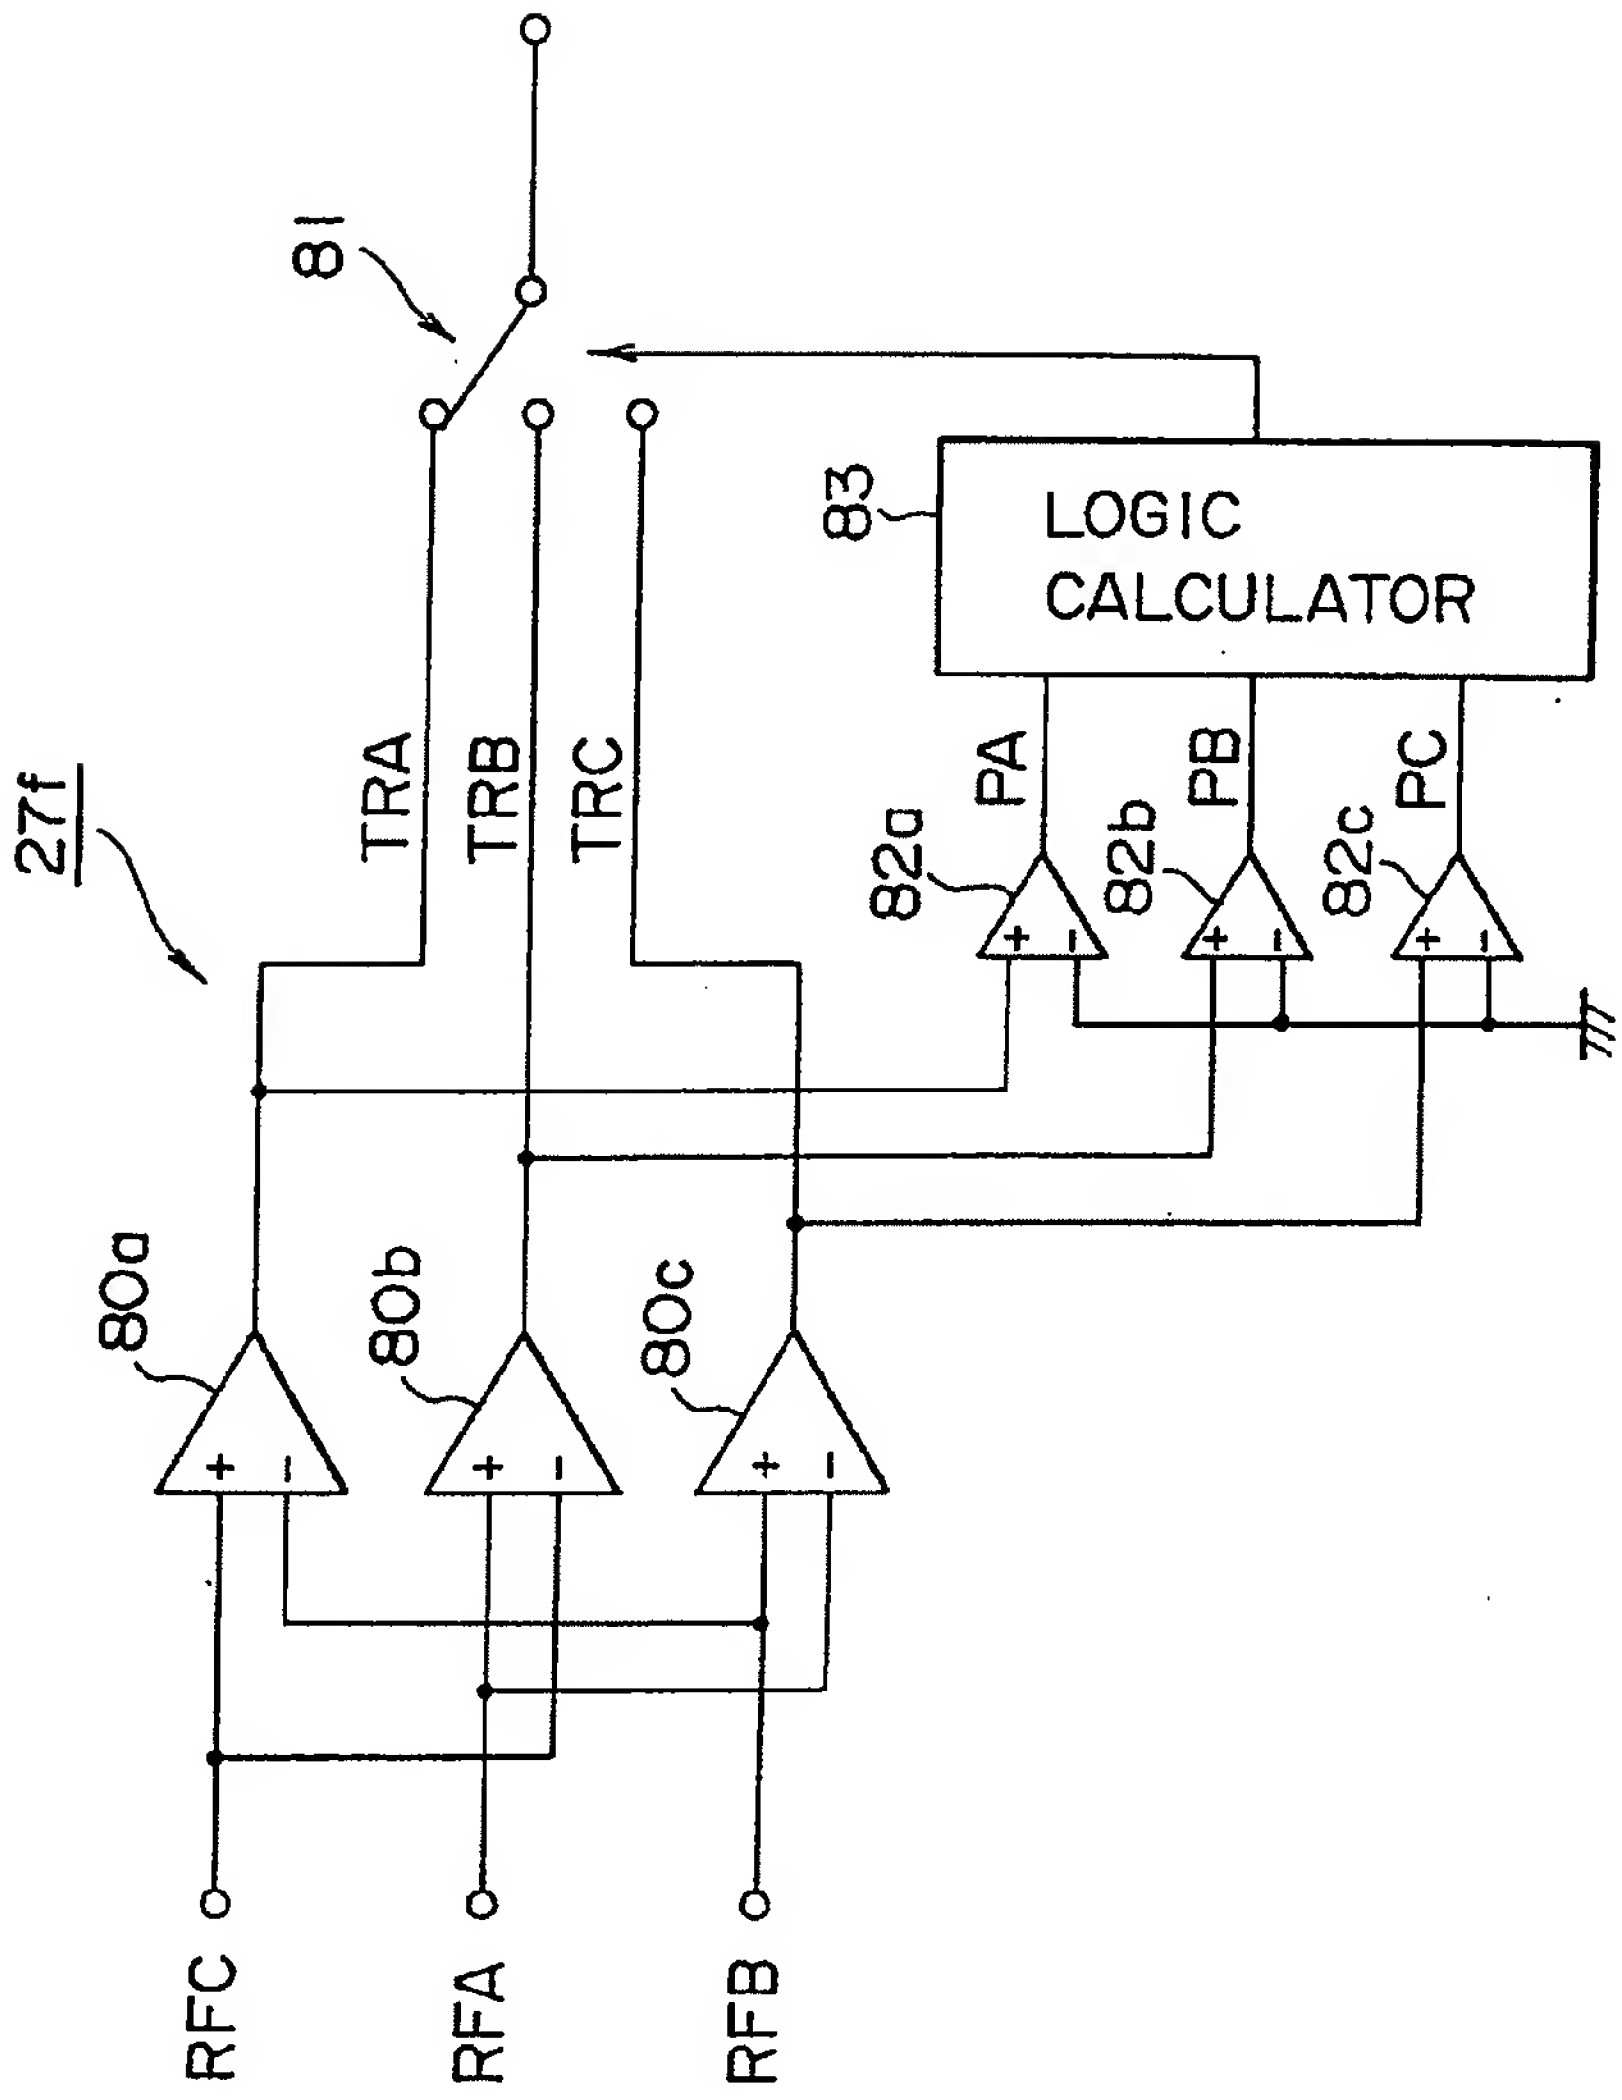 27f
81
80a
80b
80c
TRA
TRB
TRC
RFC
RFA
RFB
+
-
+
-
+
-
82a
PA
82b
PB
82c
PC
+
-
+
-
+
-
83
LOGIC
CALCULATOR